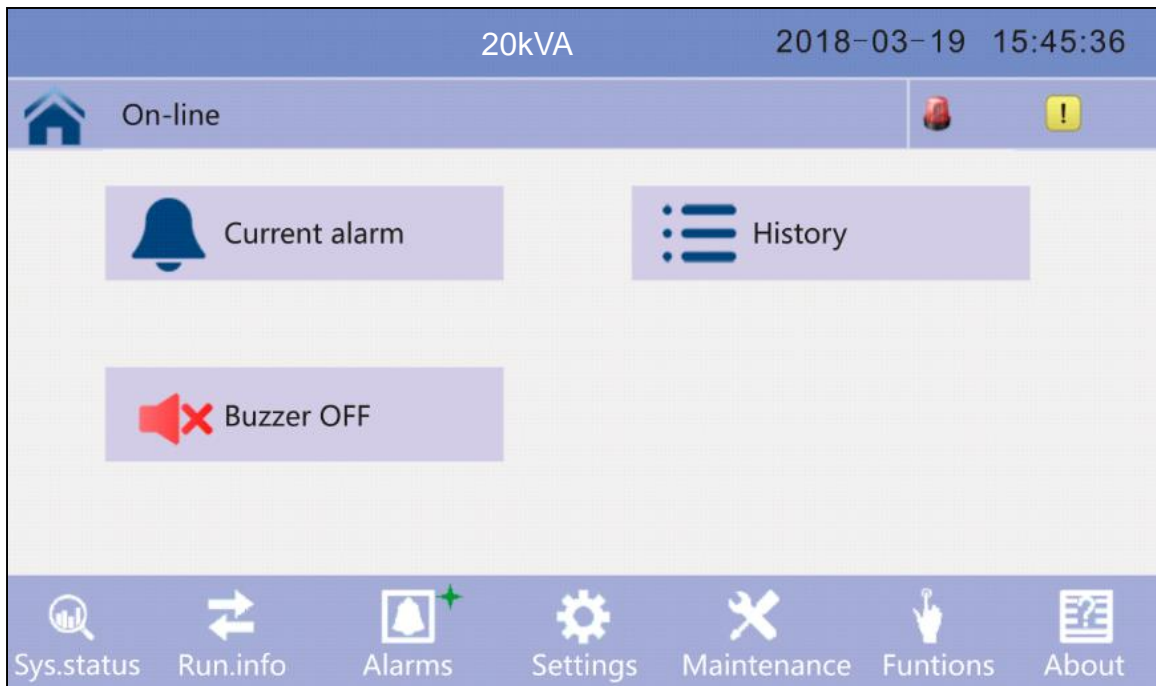 20kVA 2018-03-19 15:45:36
On-line !
Current alarm History
Buzzer OFF
Sys.status Run.info Alarms Settings Maintenance Funtions About